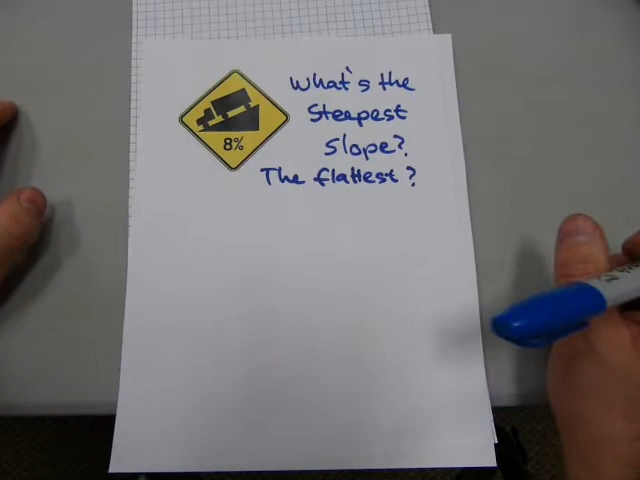 What's the
Steepest
Slope?
The flattest?
8%